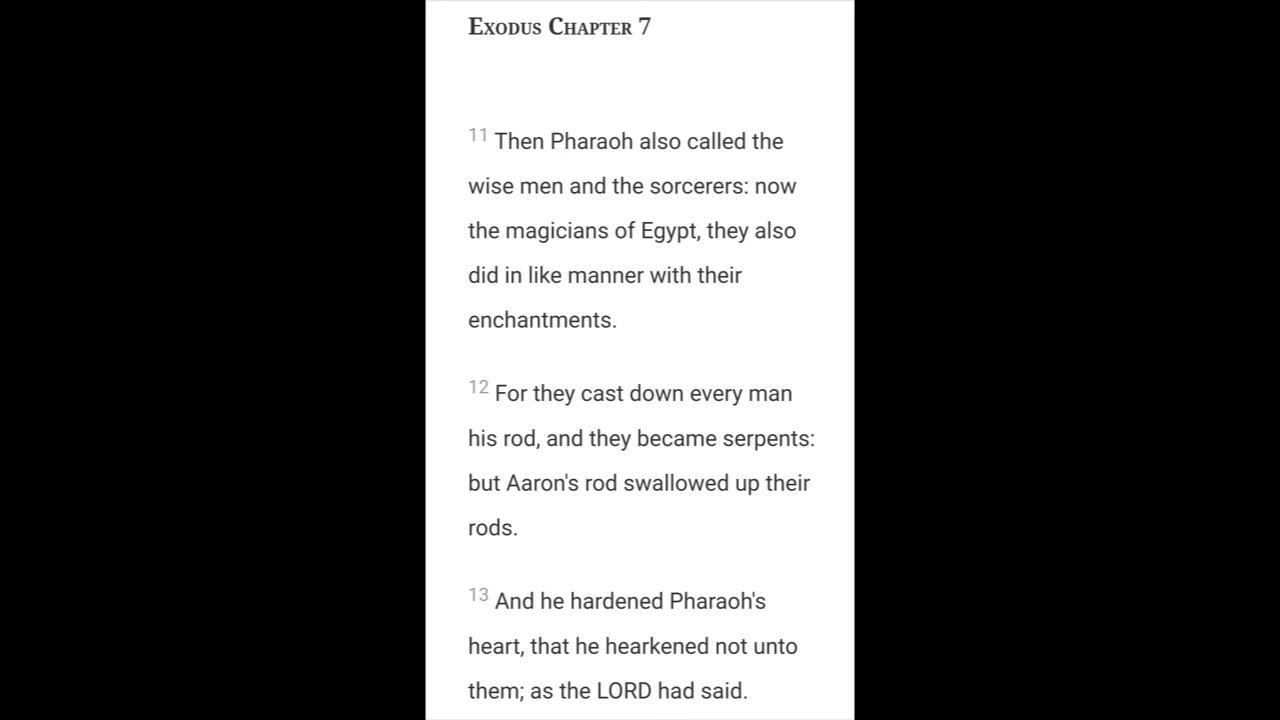 Exodus Chapter 7
11 Then Pharaoh also called the
wise men and the sorcerers: now
the magicians of Egypt, they also
did in like manner with their
enchantments.
12 For they cast down every man
his rod, and they became serpents:
but Aaron's rod swallowed up their
rods.
13 And he hardened Pharaoh's
heart, that he hearkened not unto
them; as the LORD had said.